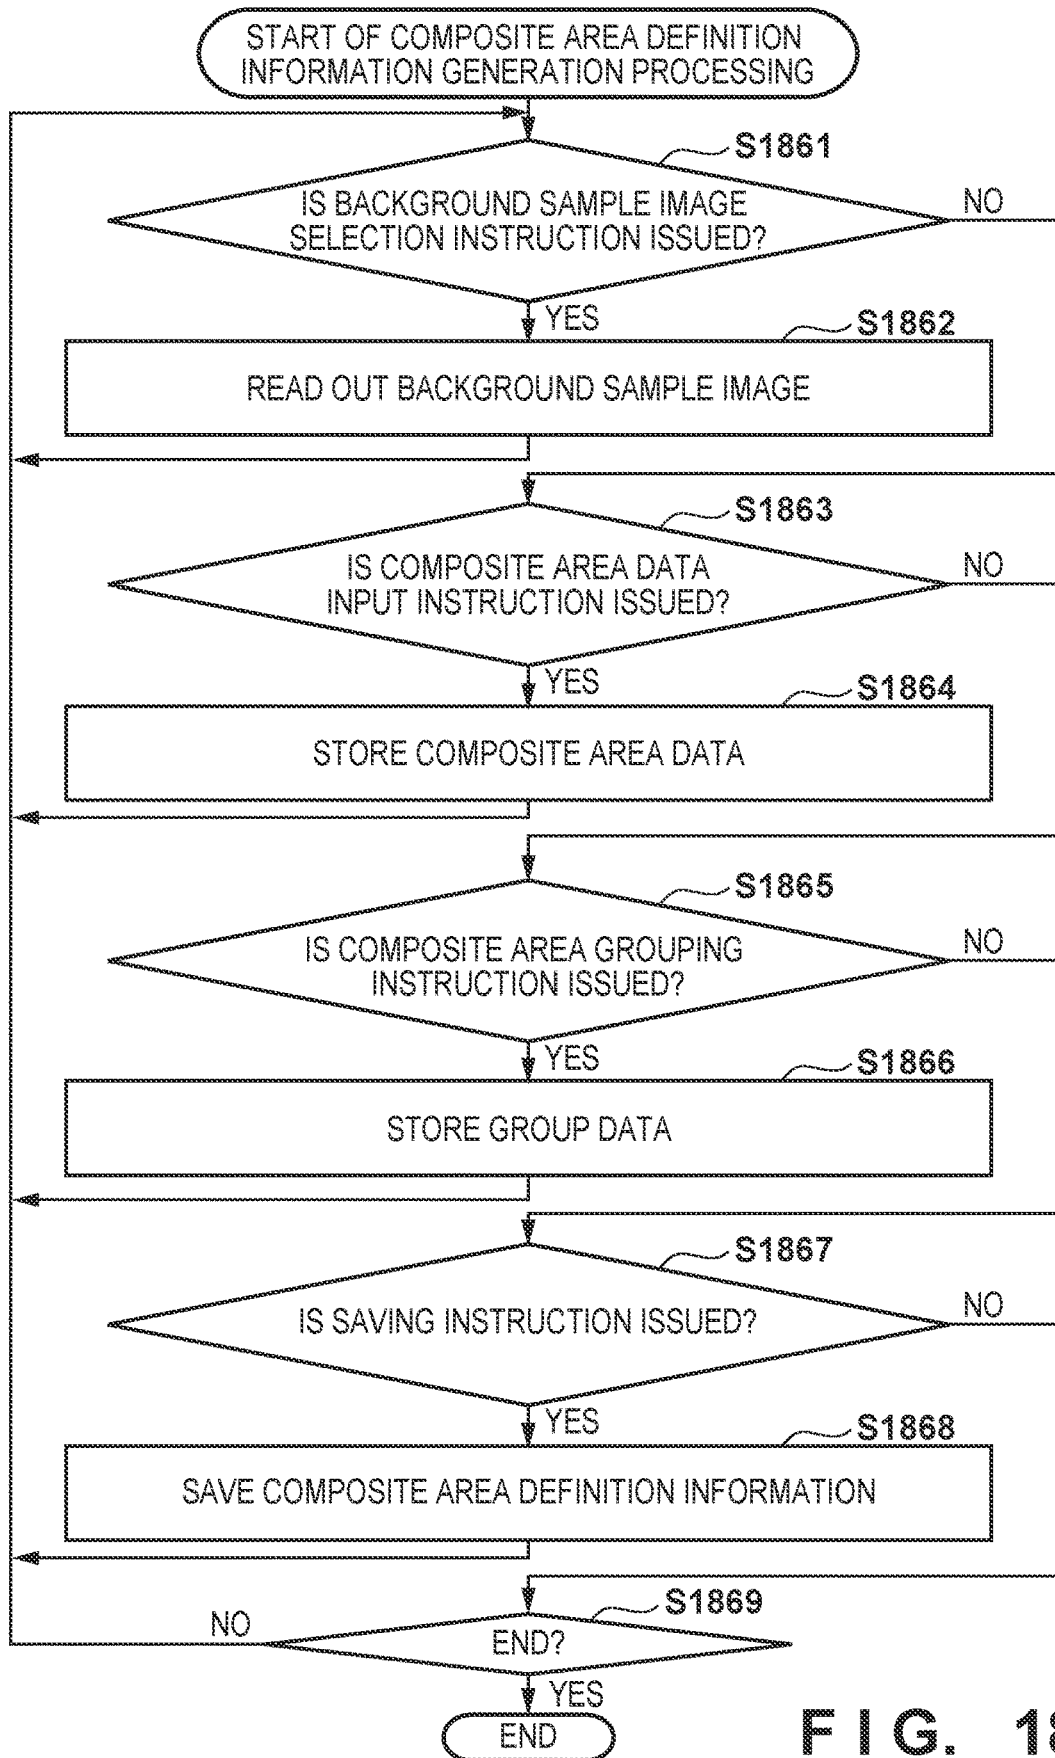 START OF COMPOSITE AREA DEFINITION
INFORMATION GENERATION PROCESSING
S1861
IS BACKGROUND SAMPLE IMAGE
SELECTION INSTRUCTION ISSUED?
NO
YES
S1862
READ OUT BACKGROUND SAMPLE IMAGE
S1863
IS COMPOSITE AREA DATA
INPUT INSTRUCTION ISSUED?
NO
YES
S1864
STORE COMPOSITE AREA DATA
S1865
IS COMPOSITE AREA GROUPING
INSTRUCTION ISSUED?
NO
YES
S1866
STORE GROUP DATA
S1867
IS SAVING INSTRUCTION ISSUED?
NO
YES
S1868
SAVE COMPOSITE AREA DEFINITION INFORMATION
S1869
NO
END?
YES
END
FIG. 18